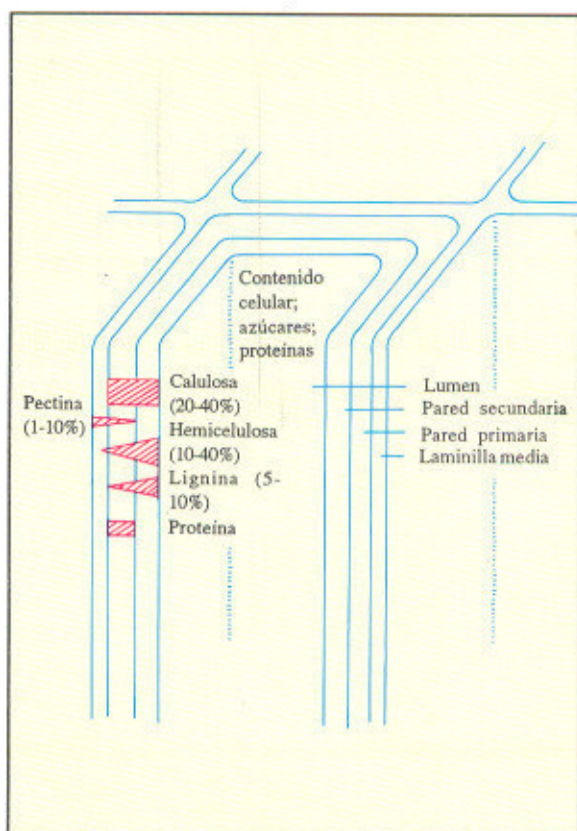 Contenido
celular;
azúcares;
proteínas
Pectina
(1-10%)
Calulosa
(20-40%)
Hemicelulosa
(10-40%)
Lignina (5-
10%)
Proteína
Lumen
Pared secundaria
Pared primaria
Laminilla media